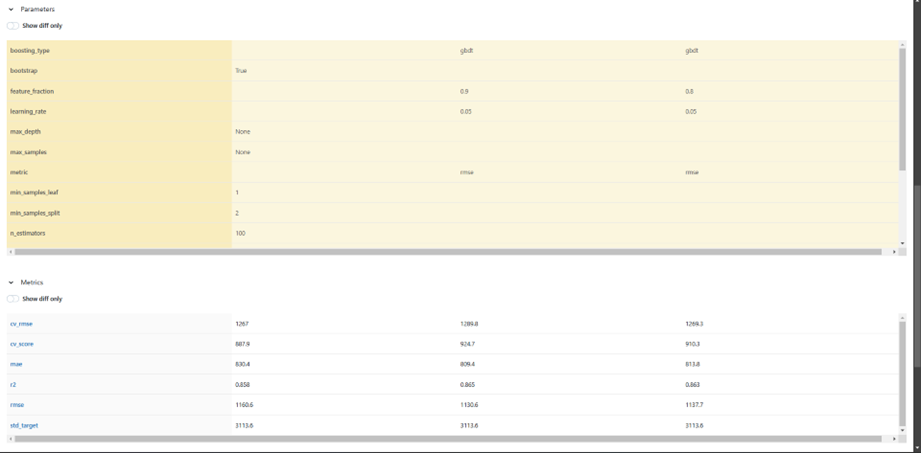 Parameters
Show diff only
boosting_type gbdt gbdt
bootstrap True
feature_fraction 0.9 0.8
learning_rate 0.05 0.05
max_depth None
max_samples None
metric rmse rmse
min_samples_leaf 1
min_samples_split 2
n_estimators 100
Metrics
Show diff only
cv_rmse 1267 1289.8 1269.3
cv_score 887.9 924.7 910.3
mae 830.4 809.4 813.8
r2 0.858 0.865 0.863
rmse 1160.6 1130.6 1137.7
std_target 3113.6 3113.6 3113.6